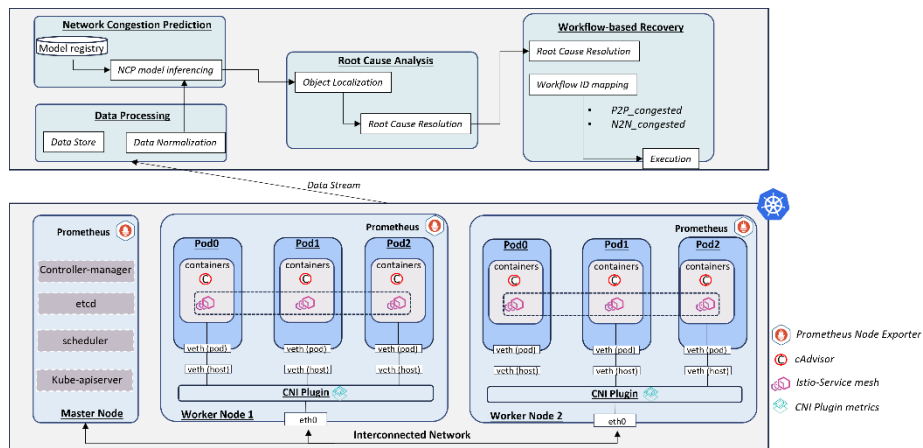 Network Congestion Prediction
Model registry
NCP model inferencing
Data Processing
Data Store
Data Normalization
Root Cause Analysis
Object Localization
Root Cause Resolution
Workflow-based Recovery
Root Cause Resolution
Workflow ID mapping
P2P_congested
N2N_congested
Execution
Data Stream
Prometheus
Controller-manager
etcd
scheduler
Kube-apiserver
Master Node
Prometheus
Pod0
Pod1
Pod2
containers
containers
containers
veth (pod)
veth (pod)
veth (pod)
veth (host)
veth (host)
veth (host)
CNI Plugin
Worker Node 1
eth0
Prometheus
Pod0
Pod1
Pod2
containers
containers
containers
veth (pod)
veth (pod)
veth (pod)
veth (host)
veth (host)
veth (host)
CNI Plugin
Worker Node 2
eth0
Interconnected Network
Prometheus Node Exporter
cAdvisor
Istio-Service mesh
CNI Plugin metrics